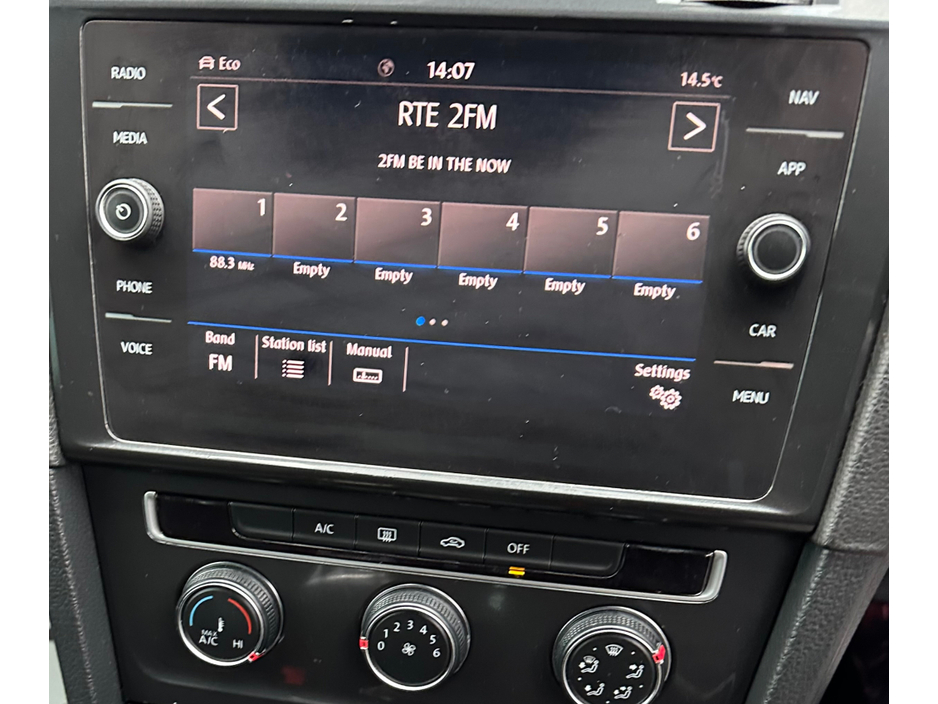 RADIO
MEDIA
PHONE
VOICE
Eco
14:07
14.5°C
RTE 2FM
2FM BE IN THE NOW
1 2 3 4 5 6
88.3 MHz Empty Empty Empty Empty Empty
Band Station list Manual Settings
FM
NAV
APP
CAR
MENU
A/C OFF
MAX
A/C HI
0 1 2 3 4 5 6